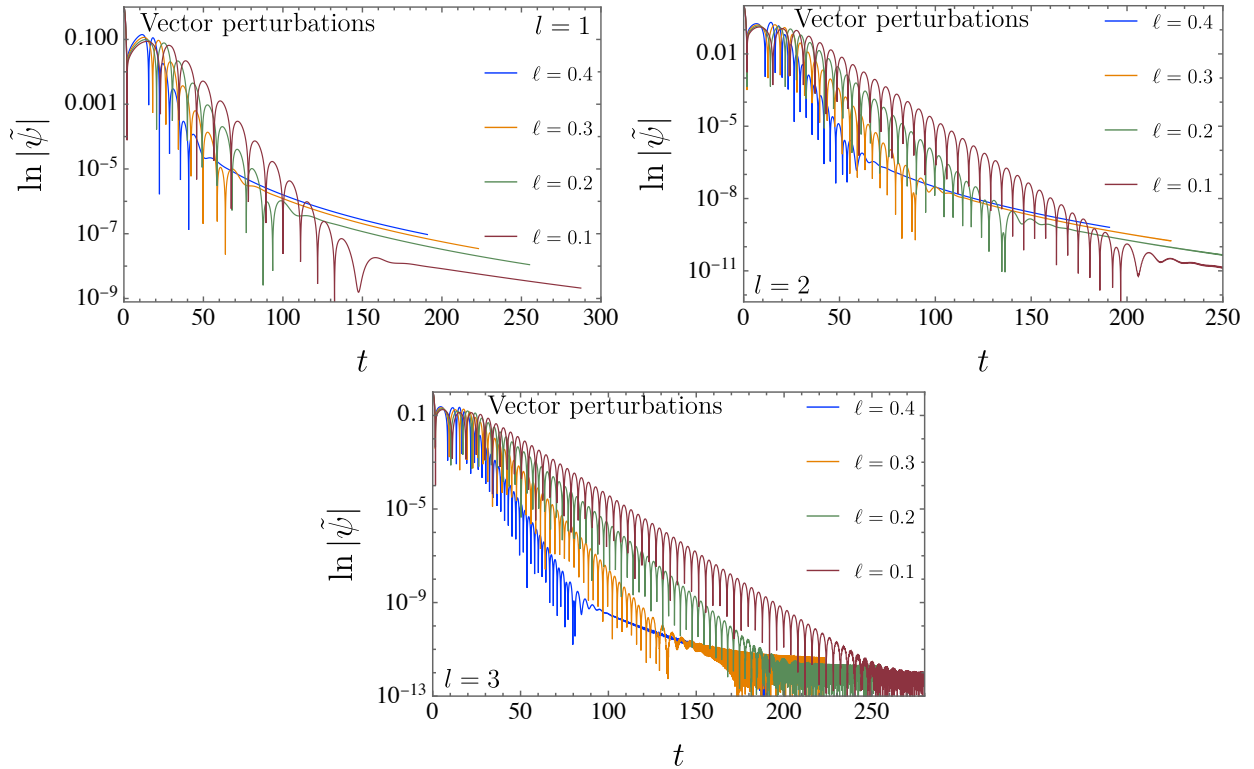 Vector perturbations
l = 1
ℓ = 0.4
ℓ = 0.3
ℓ = 0.2
ℓ = 0.1
0.100
0.001
10⁻⁵
10⁻⁷
10⁻⁹
ln |ψ̃|
0 50 100 150 200 250 300
t
Vector perturbations
ℓ = 0.4
ℓ = 0.3
ℓ = 0.2
ℓ = 0.1
0.01
10⁻⁵
10⁻⁸
10⁻¹¹
ln |ψ̃|
l = 2
0 50 100 150 200 250
t
Vector perturbations
ℓ = 0.4
ℓ = 0.3
ℓ = 0.2
ℓ = 0.1
0.1
10⁻⁵
10⁻⁹
10⁻¹³
ln |ψ̃|
l = 3
0 50 100 150 200 250
t